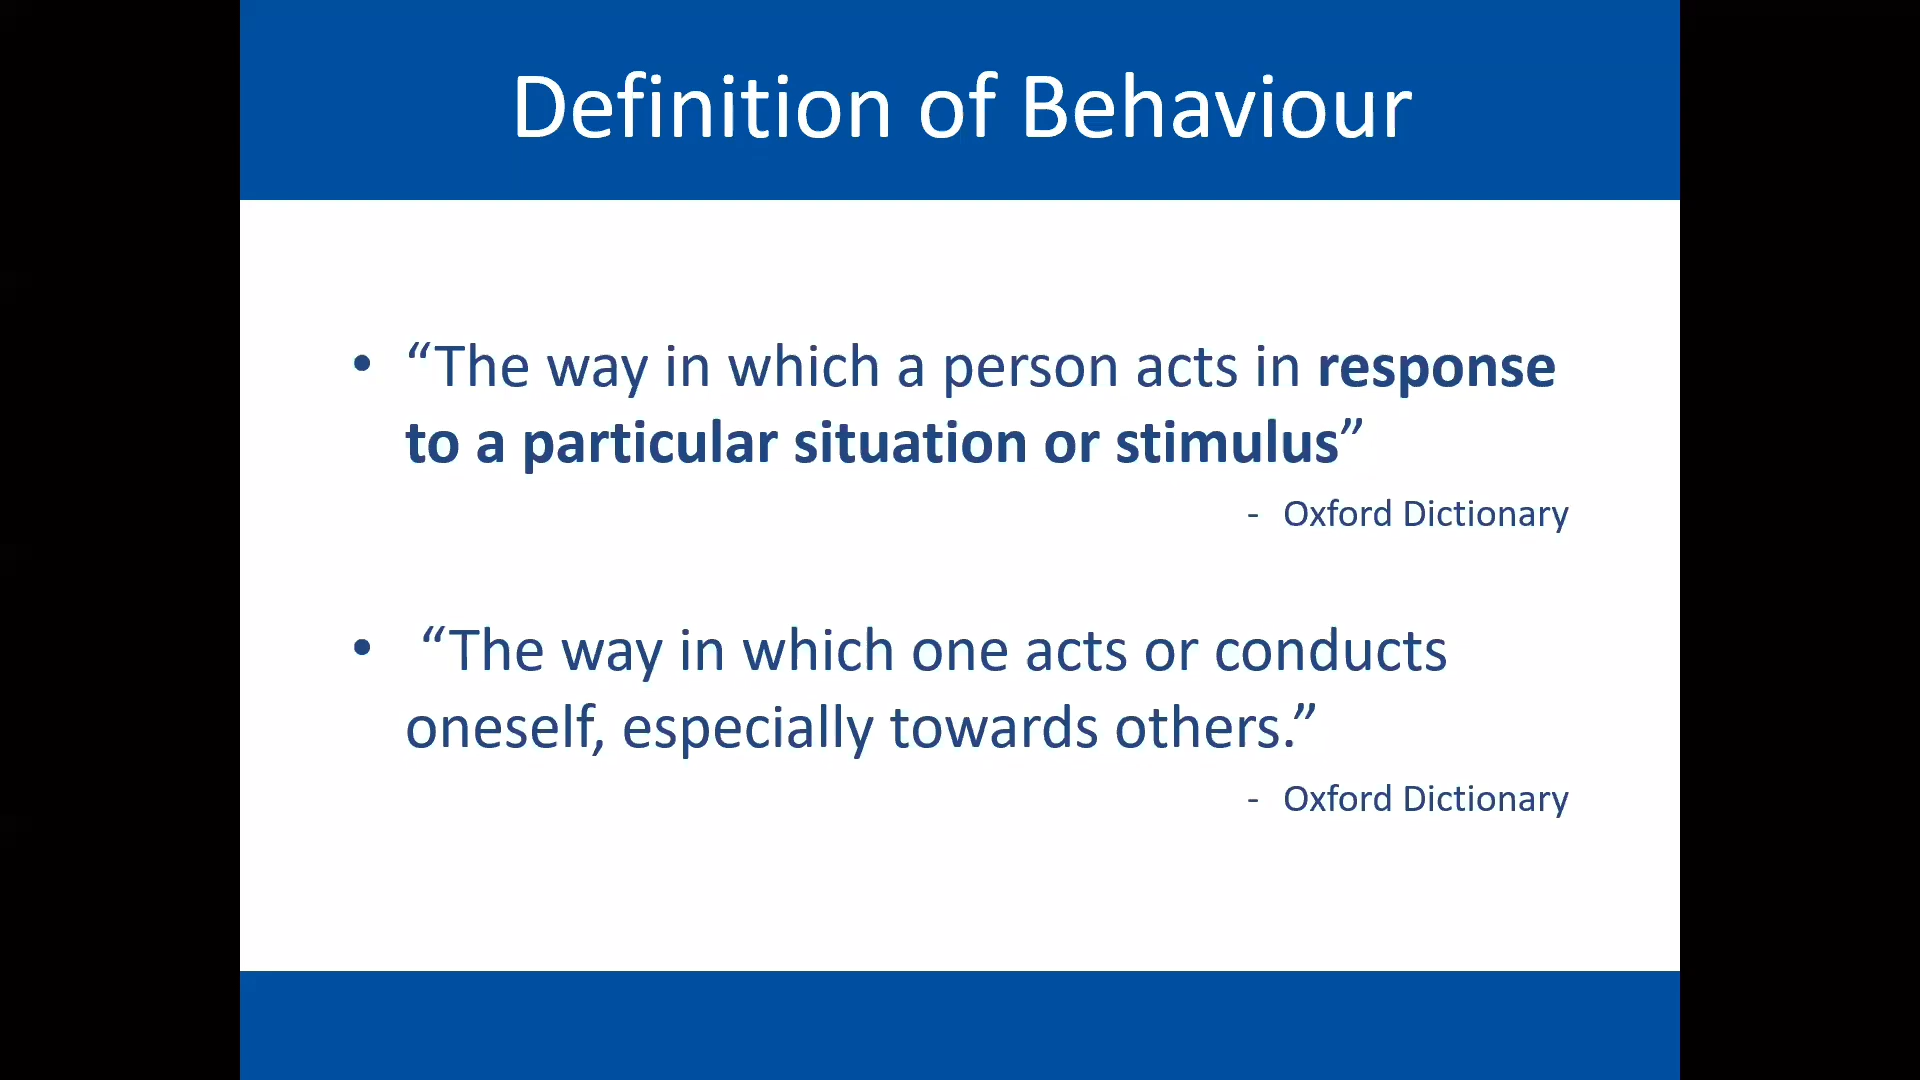 Definition of Behaviour
• “The way in which a person acts in response
to a particular situation or stimulus”
- Oxford Dictionary
• “The way in which one acts or conducts
oneself, especially towards others.”
- Oxford Dictionary